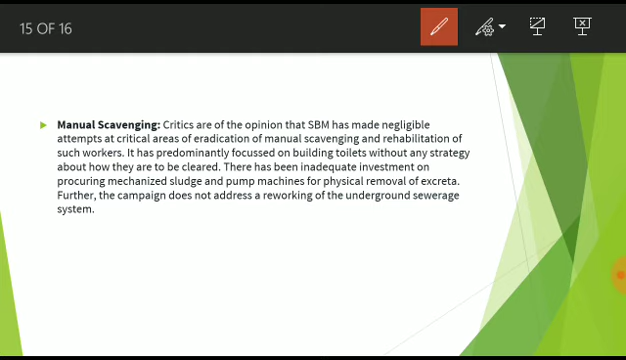 15 OF 16
Manual Scavenging: Critics are of the opinion that SBM has made negligible
attempts at critical areas of eradication of manual scavenging and rehabilitation of
such workers. It has predominantly focussed on building toilets without any strategy
about how they are to be cleared. There has been inadequate investment on
procuring mechanized sludge and pump machines for physical removal of excreta.
Further, the campaign does not address a reworking of the underground sewerage
system.